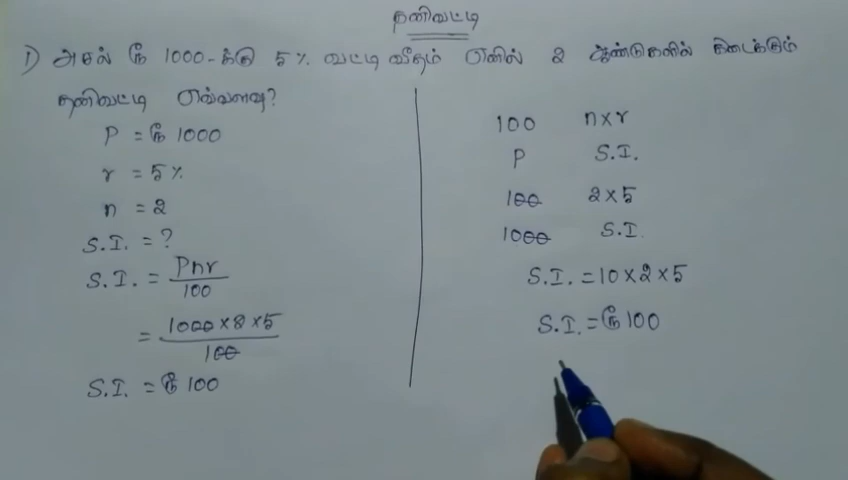 தனிவட்டி
1) அசல் ரூ 1000-க்கு 5% வட்டி வீதம் எனில் 2 ஆண்டுகளில் கிடைக்கும்
தனிவட்டி எவ்வளவு?
P = ரூ 1000
r = 5%
n = 2
S.I. = ?
S.I. = Pnr
100
= 1000 × 2 × 5
100
S.I. = ரூ 100
100 n×r
P S.I.
100 2×5
1000 S.I.
S.I. = 10×2×5
S.I. = ரூ 100